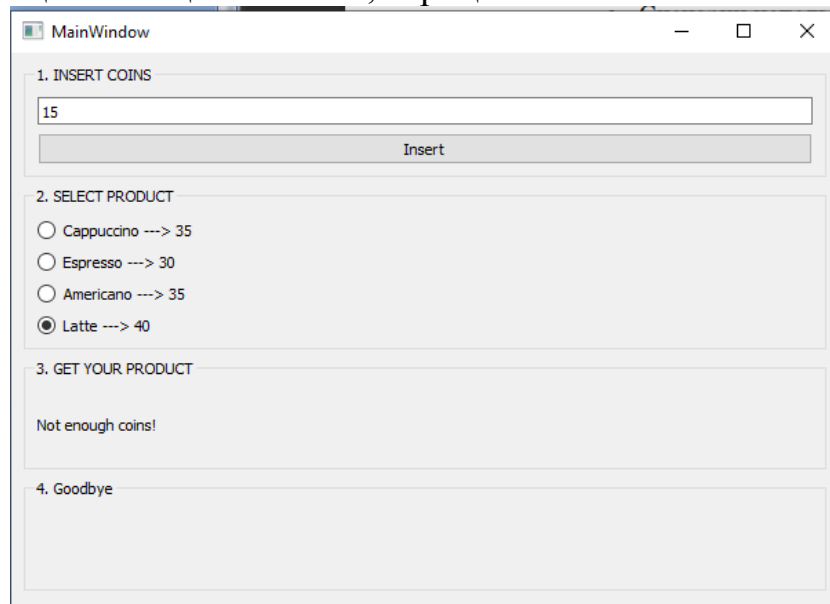 MainWindow
1. INSERT COINS
15
Insert
2. SELECT PRODUCT
Cappuccino ---> 35
Espresso ---> 30
Americano ---> 35
Latte ---> 40
3. GET YOUR PRODUCT
Not enough coins!
4. Goodbye